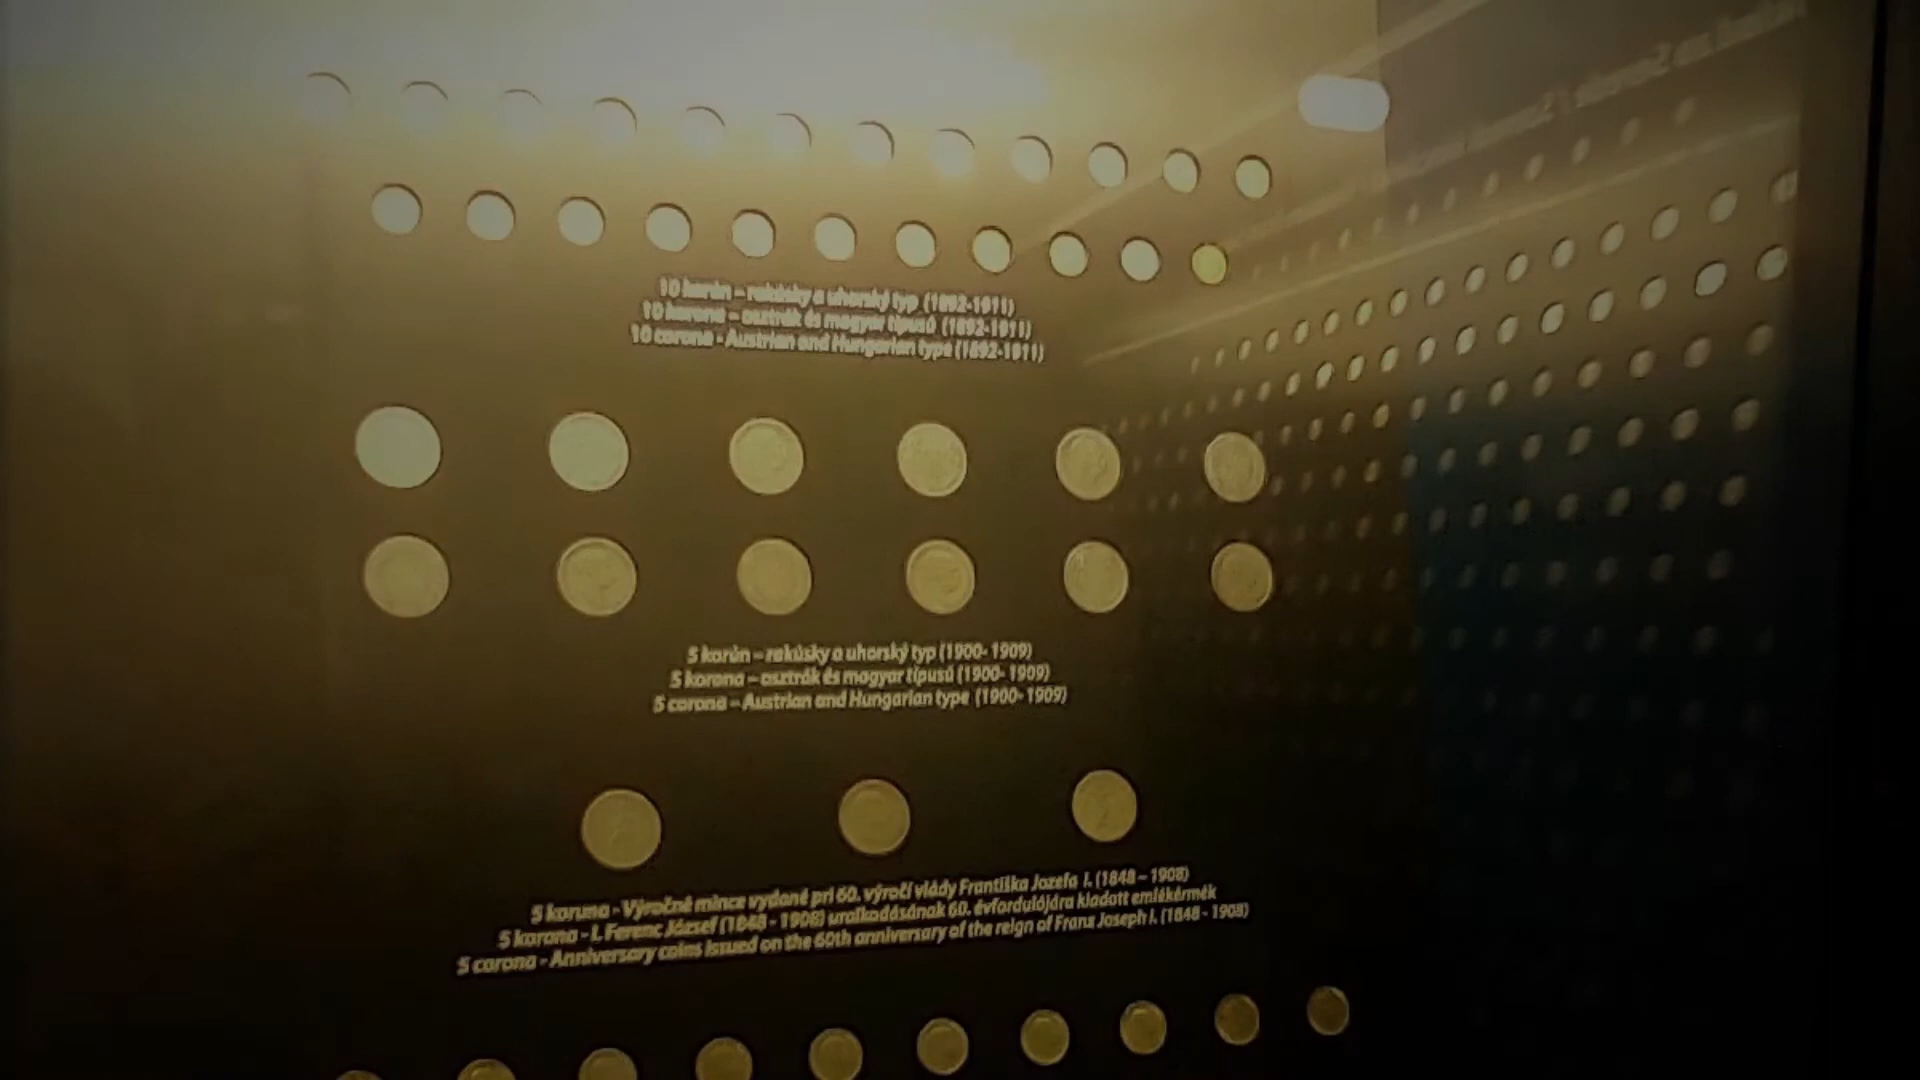 10 korún – rakúsky a uhorský typ (1892-1911)
10 korona – osztrák és magyar típusú (1892-1911)
10 corona - Austrian and Hungarian type (1892-1911)
5 korún – rakúsky a uhorský typ (1900- 1909)
5 korona – osztrák és magyar típusú (1900- 1909)
5 corona – Austrian and Hungarian type (1900- 1909)
5 koruna - Výročné mince vydané pri 60. výročí vlády Františka Jozefa I. (1848 – 1908)
5 korona - I. Ferenc József (1848 - 1908) uralkodásának 60. évfordulójára kiadott emlékérmék
5 corona - Anniversary coins issued on the 60th anniversary of the reign of Franz Joseph I. (1848 - 1908)